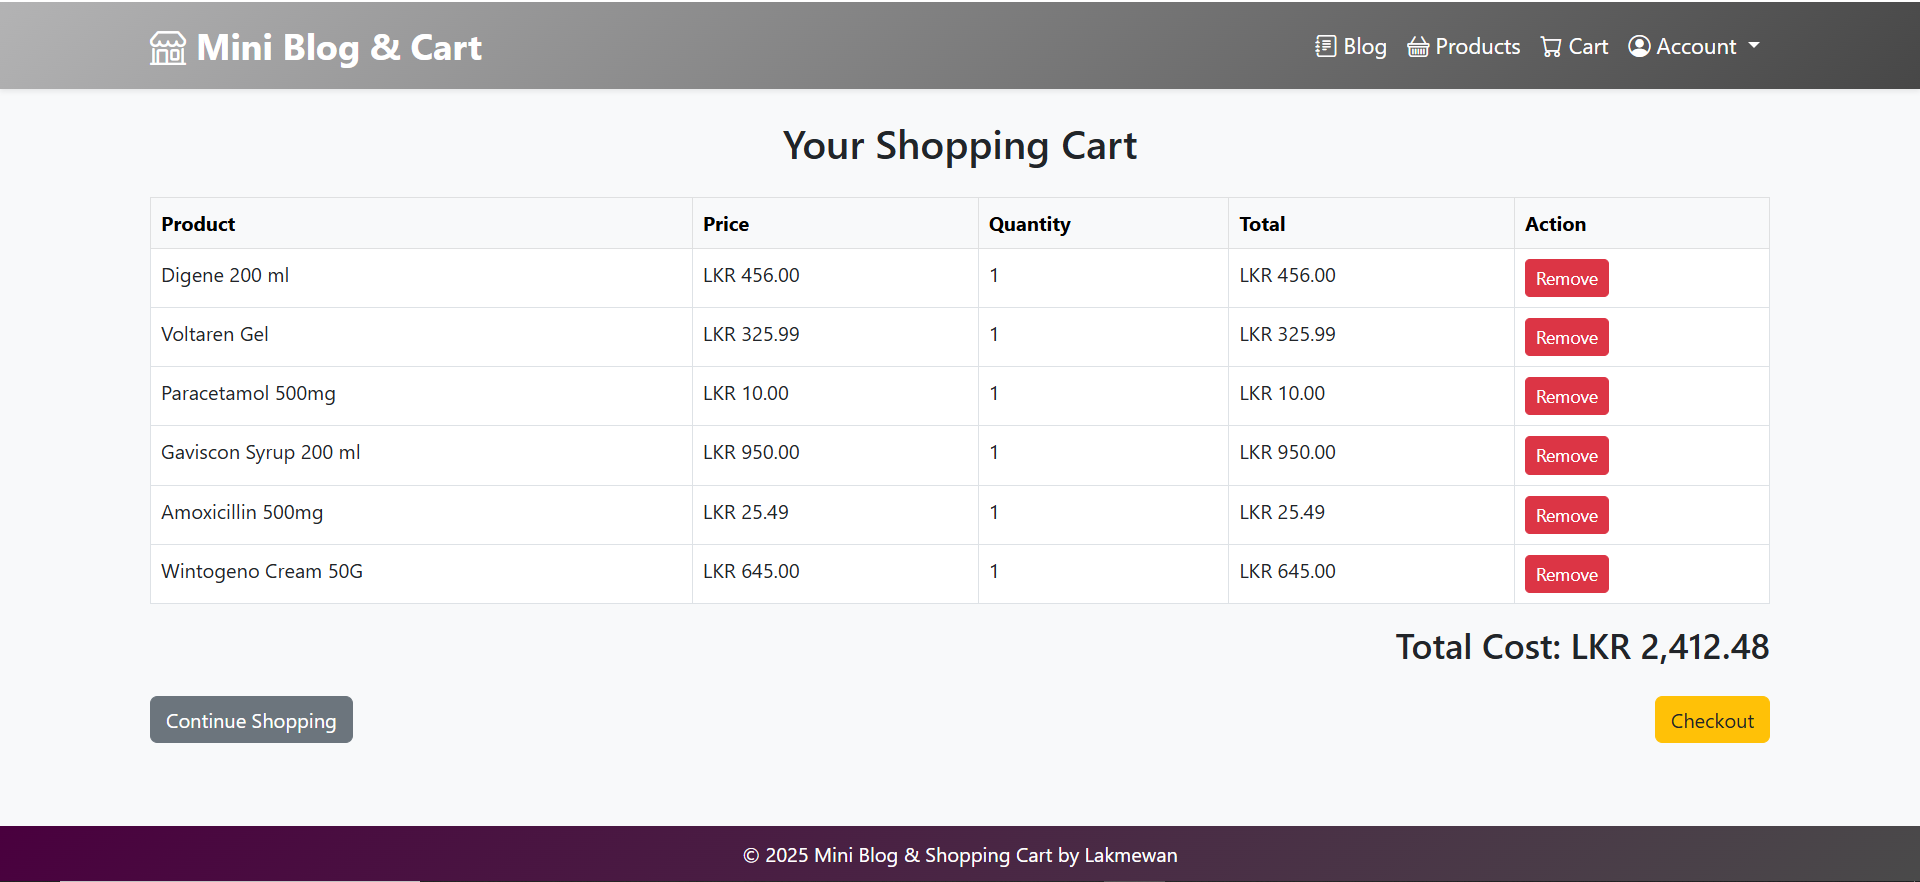 Mini Blog & Cart
Blog Products Cart Account
Your Shopping Cart
Product Price Quantity Total Action
Digene 200 ml LKR 456.00 1 LKR 456.00 Remove
Voltaren Gel LKR 325.99 1 LKR 325.99 Remove
Paracetamol 500mg LKR 10.00 1 LKR 10.00 Remove
Gaviscon Syrup 200 ml LKR 950.00 1 LKR 950.00 Remove
Amoxicillin 500mg LKR 25.49 1 LKR 25.49 Remove
Wintogeno Cream 50G LKR 645.00 1 LKR 645.00 Remove
Total Cost: LKR 2,412.48
Continue Shopping Checkout
© 2025 Mini Blog & Shopping Cart by Lakmewan